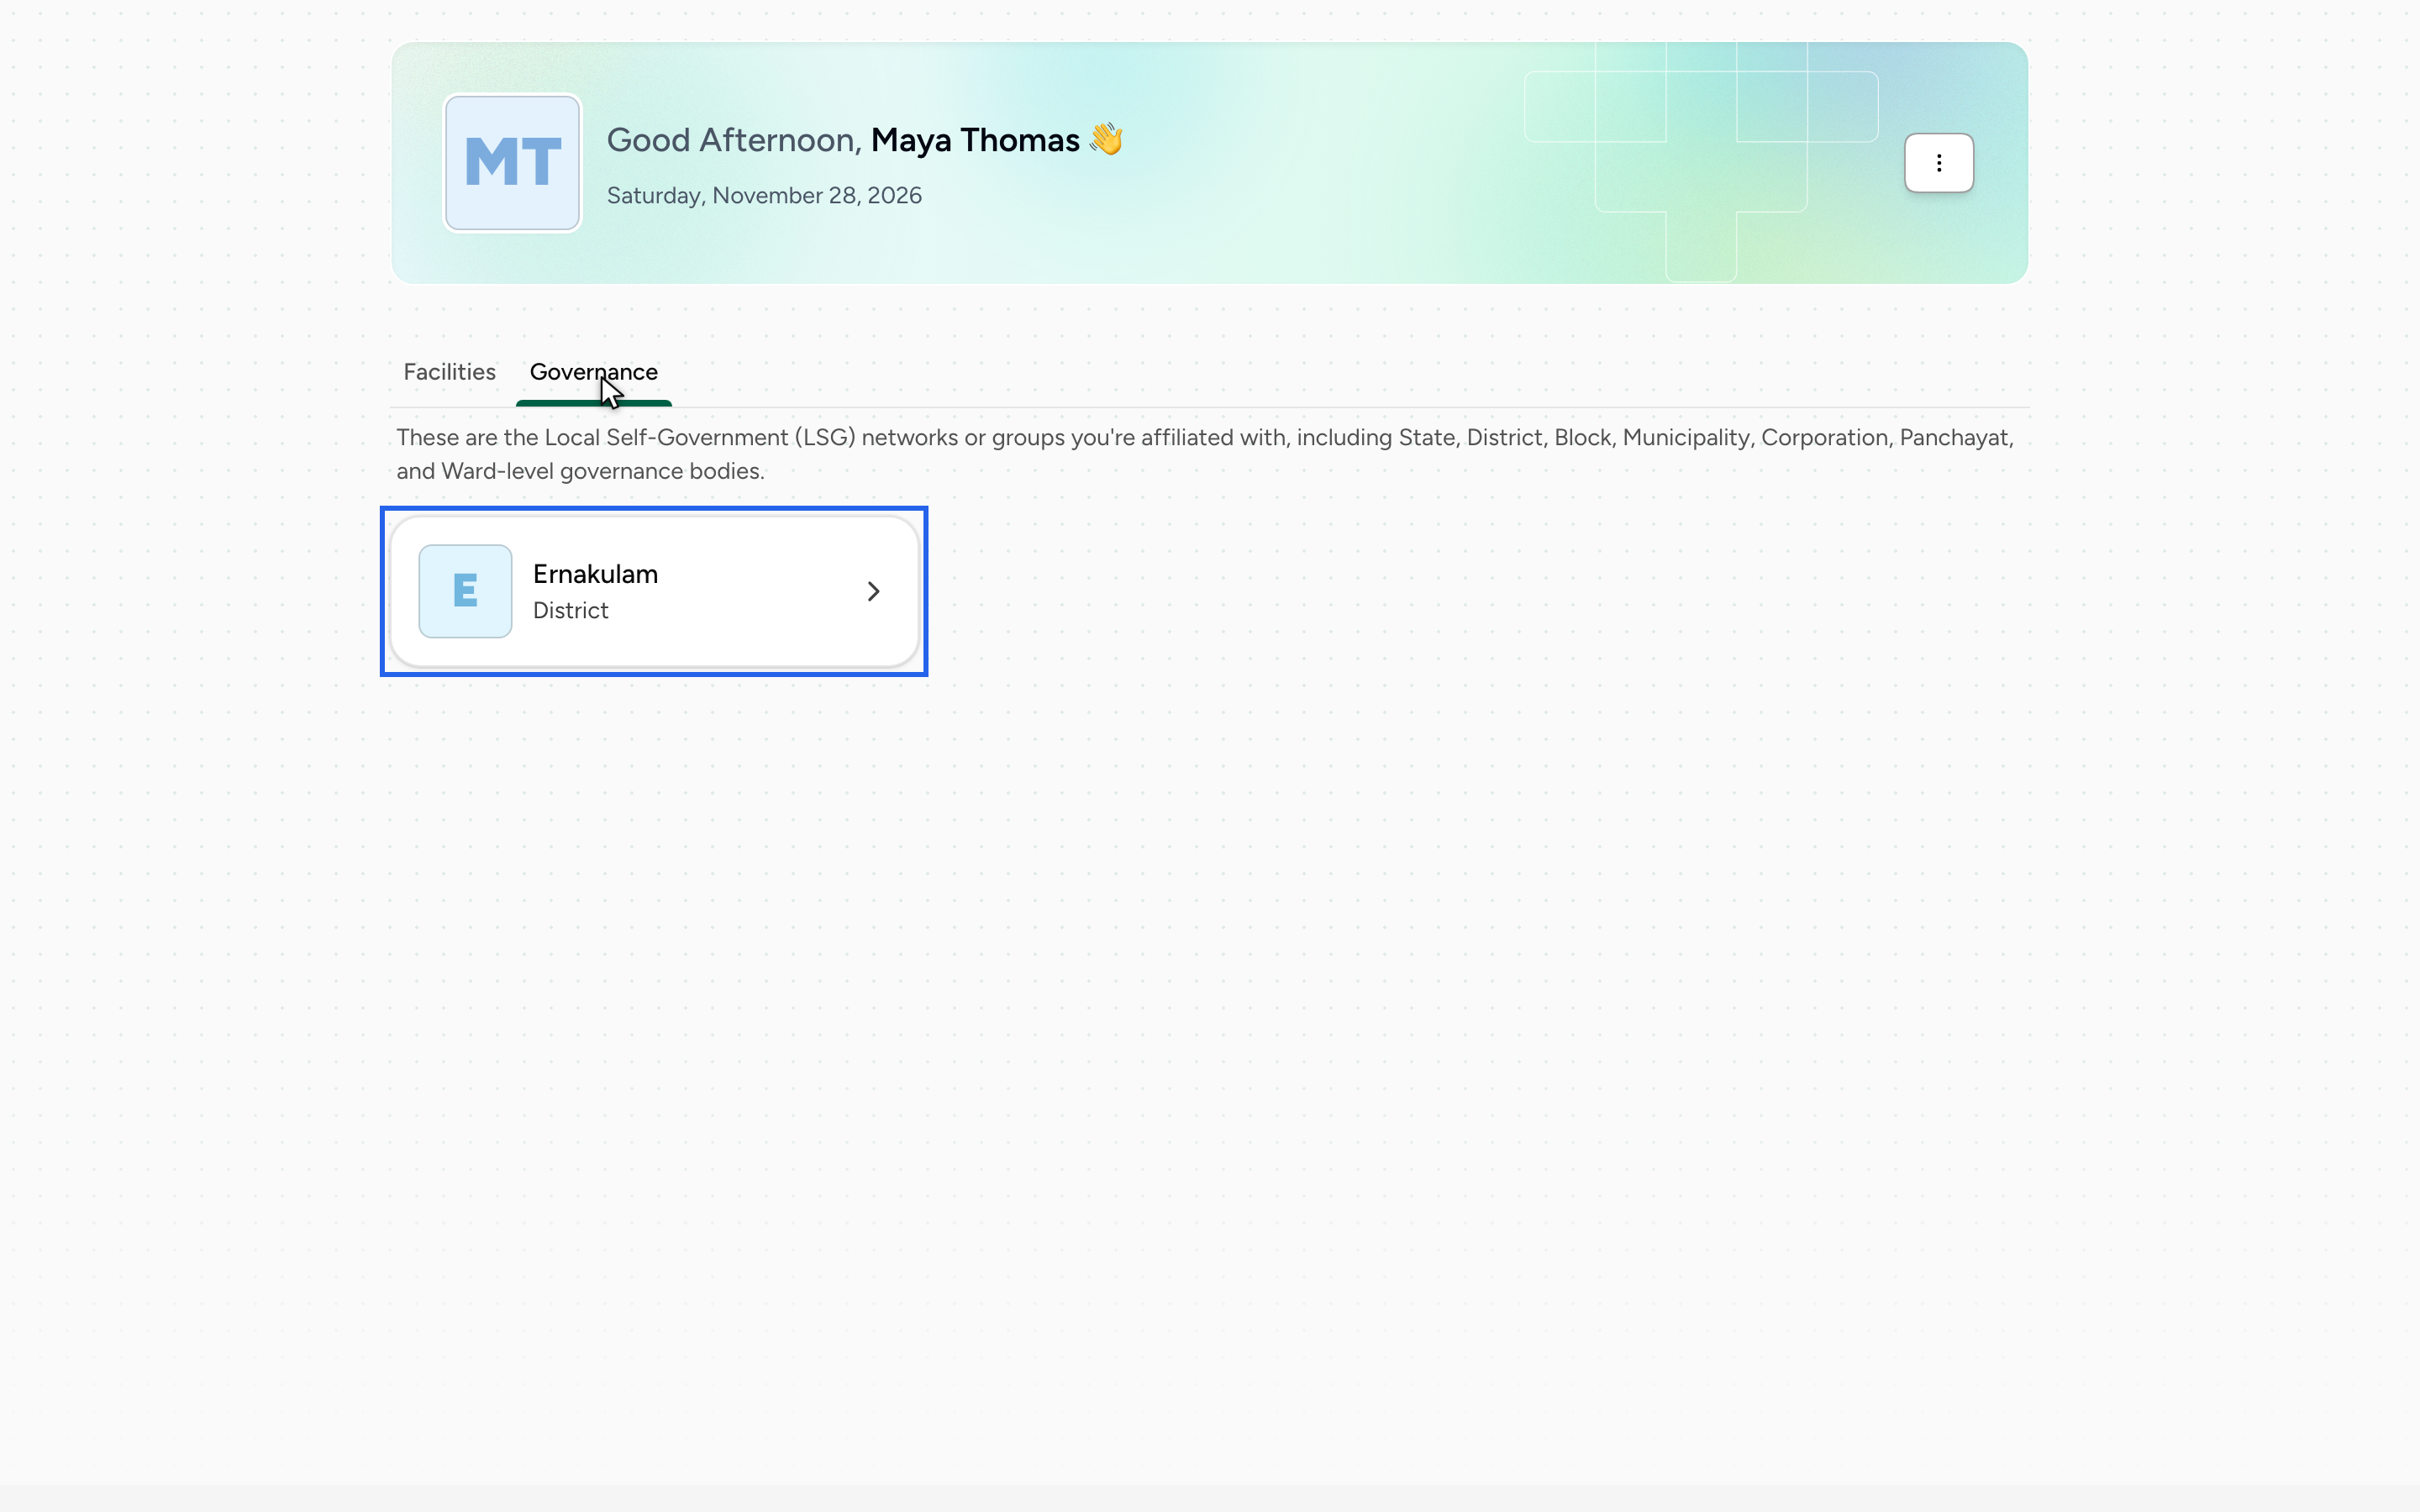 MT
Good Afternoon, Maya Thomas 👋
Saturday, November 28, 2026
Facilities
Governance
These are the Local Self-Government (LSG) networks or groups you're affiliated with, including State, District, Block, Municipality, Corporation, Panchayat,
and Ward-level governance bodies.
E
Ernakulam
District